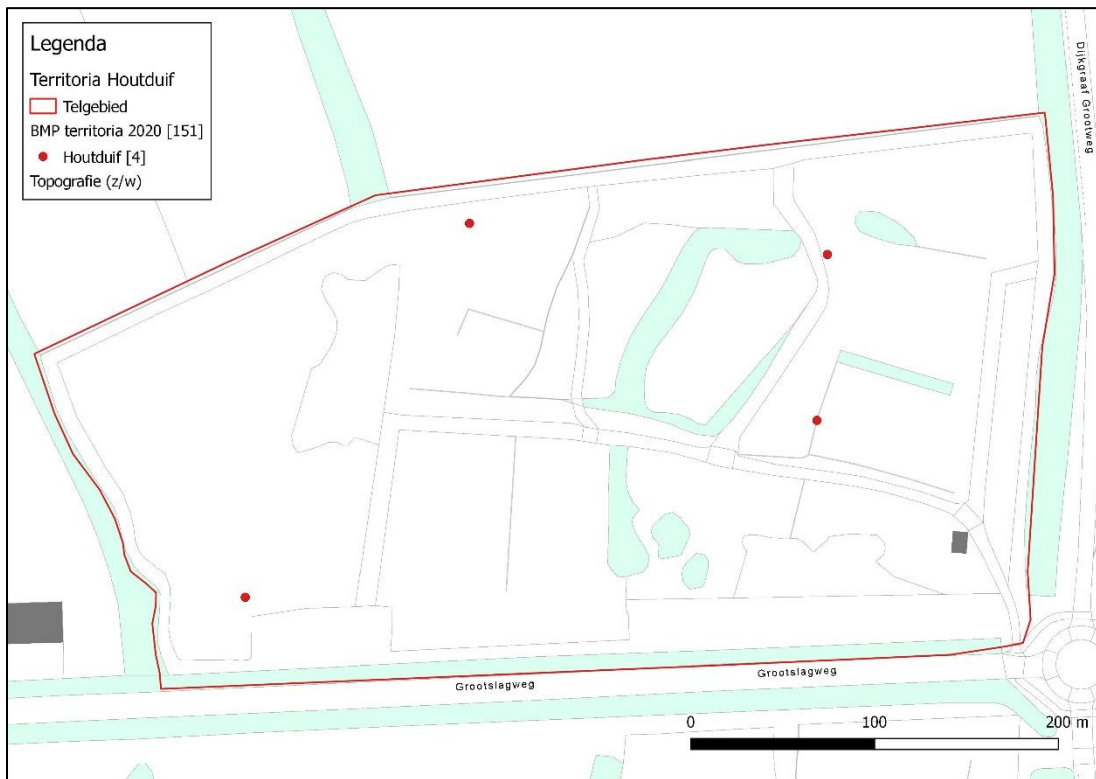 Legenda
Territoria Houtduif
Telgebied
BMP territoria 2020 [151]
Houtduif [4]
Topografie (z/w)
Dijkgraaf Grootweg
Grootslagweg
Grootslagweg
0 100 200 m